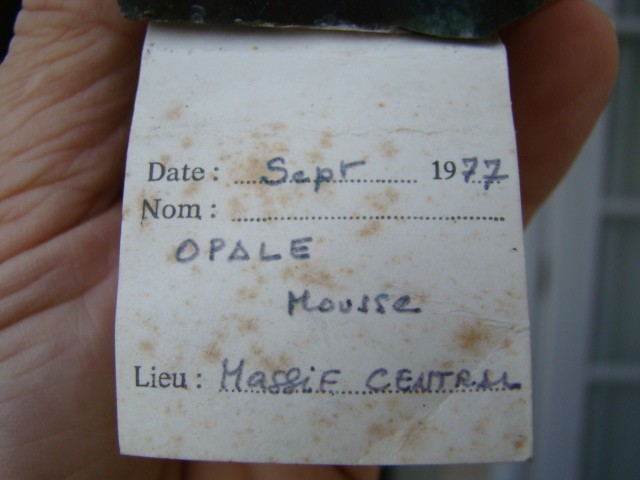 Date : Sept 1977
Nom :
OPALE
Mousse
Lieu : Massif CENTRAL